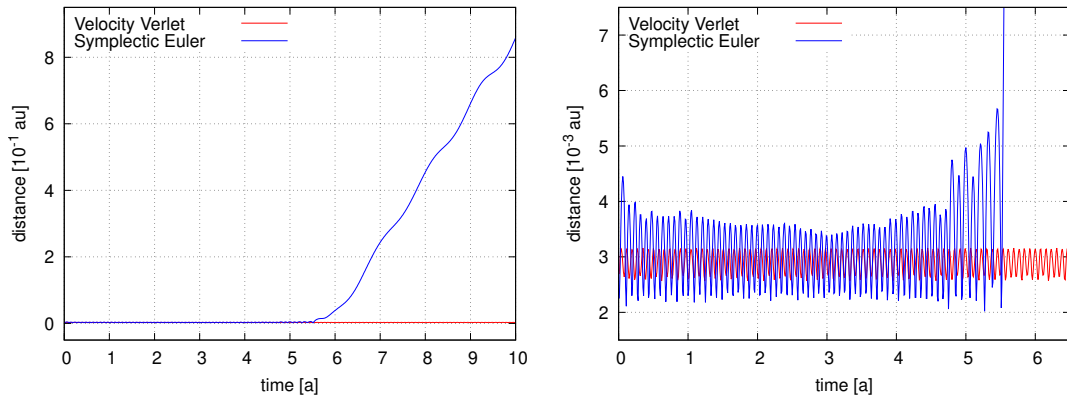 Velocity Verlet
Symplectic Euler
distance [10-1 au]
8
6
4
2
0
0 1 2 3 4 5 6 7 8 9 10
time [a]
Velocity Verlet
Symplectic Euler
distance [10-3 au]
7
6
5
4
3
2
0 1 2 3 4 5 6
time [a]